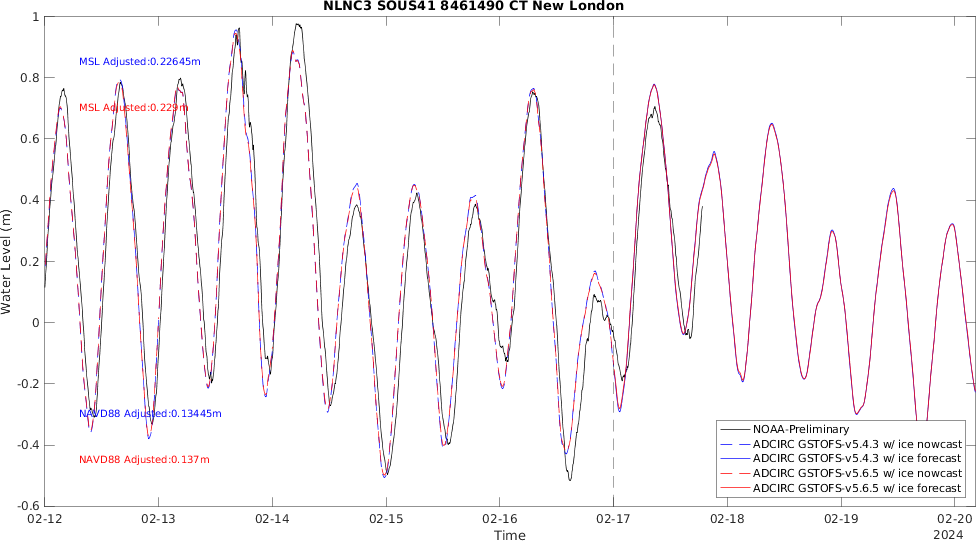 NLNC3 SOUS41 8461490 CT New London
1
0.8
0.6
0.4
0.2
0
-0.2
-0.4
-0.6
Water Level (m)
MSL Adjusted:0.22645m
MSL Adjusted:0.229m
NAVD88 Adjusted:0.13445m
NAVD88 Adjusted:0.137m
NOAA-Preliminary
ADCIRC GSTOFS-v5.4.3 w/ ice nowcast
ADCIRC GSTOFS-v5.4.3 w/ ice forecast
ADCIRC GSTOFS-v5.6.5 w/ ice nowcast
ADCIRC GSTOFS-v5.6.5 w/ ice forecast
02-12 02-13 02-14 02-15 02-16 02-17 02-18 02-19 02-20
Time 2024